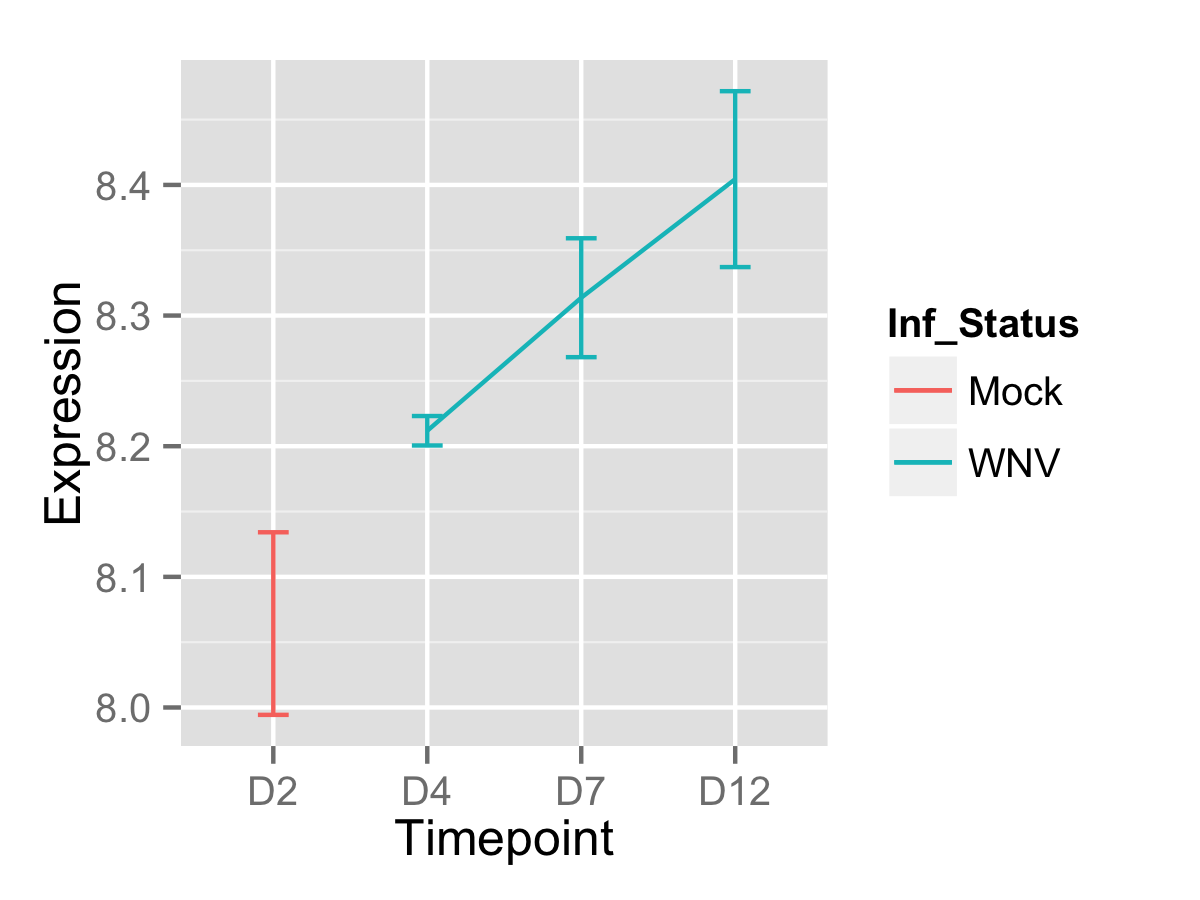 8.4
8.3
8.2
8.1
8.0
Expression
D2 D4 D7 D12
Timepoint
Inf_Status
Mock
WNV